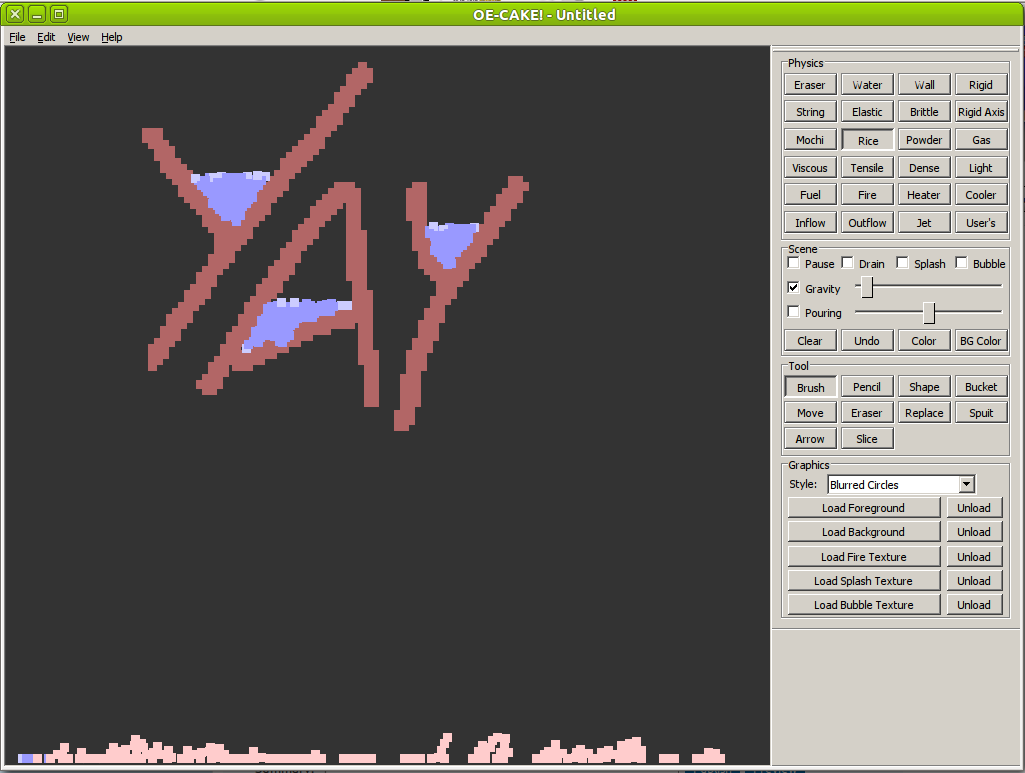 OE-CAKE! - Untitled
File Edit View Help
YAY
Physics
Eraser Water Wall Rigid
String Elastic Brittle Rigid Axis
Mochi Rice Powder Gas
Viscous Tensile Dense Light
Fuel Fire Heater Cooler
Inflow Outflow Jet User's
Scene
Pause Drain Splash Bubble
Gravity
Pouring
Clear Undo Color BG Color
Tool
Brush Pencil Shape Bucket
Move Eraser Replace Spuit
Arrow Slice
Graphics
Style: Blurred Circles
Load Foreground Unload
Load Background Unload
Load Fire Texture Unload
Load Splash Texture Unload
Load Bubble Texture Unload